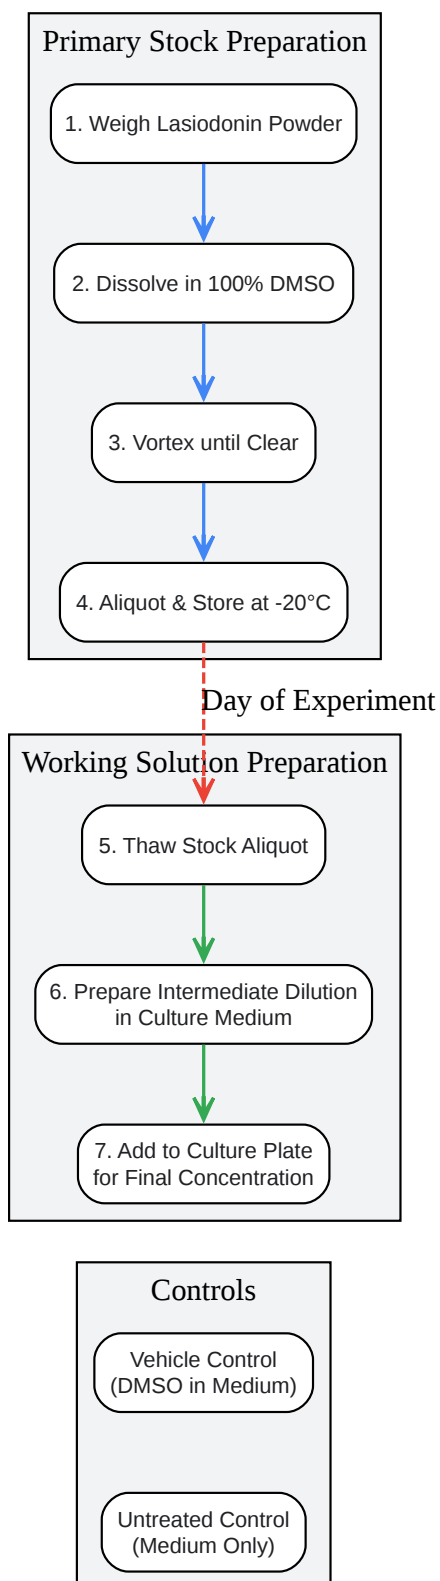 Primary Stock Preparation
1. Weigh Lasiodonin Powder
2. Dissolve in 100% DMSO
3. Vortex until Clear
4. Aliquot & Store at -20°C
Day of Experiment
Working Solution Preparation
5. Thaw Stock Aliquot
6. Prepare Intermediate Dilution
in Culture Medium
7. Add to Culture Plate
for Final Concentration
Controls
Vehicle Control
(DMSO in Medium)
Untreated Control
(Medium Only)